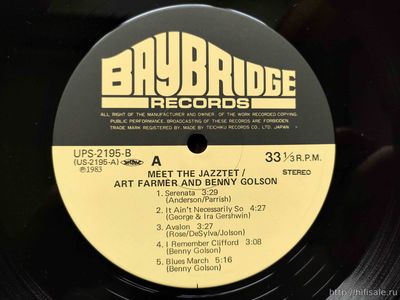 BAYBRIDGE
RECORDS
ALL RIGHT OF THE MANUFACTURER AND OWNER OF THE WORK RECORDED COPYING.
PUBLIC PERFORMANCE, BROADCASTING OF THESE RECORDS ARE FORBIDEN.
TRADE MARK REGISTERED. MADE BY TEICHIKU RECORDS CO., LTD. JAPAN
UPS-2195-B
(US-2195-A)
℗1983
A
33 1/3 R.P.M.
STEREO
MEET THE JAZZTET /
ART FARMER AND BENNY GOLSON
1. Serenata 3:29
(Anderson/Parrish)
2. It Ain't Necessarily So 4:27
(George & Ira Gershwin)
3. Avalon 3:27
(Rose/DeSylva/Jolson)
4. I Remember Clifford 3:08
(Benny Golson)
5. Blues March 5:16
(Benny Golson)
http://hifisale.ru